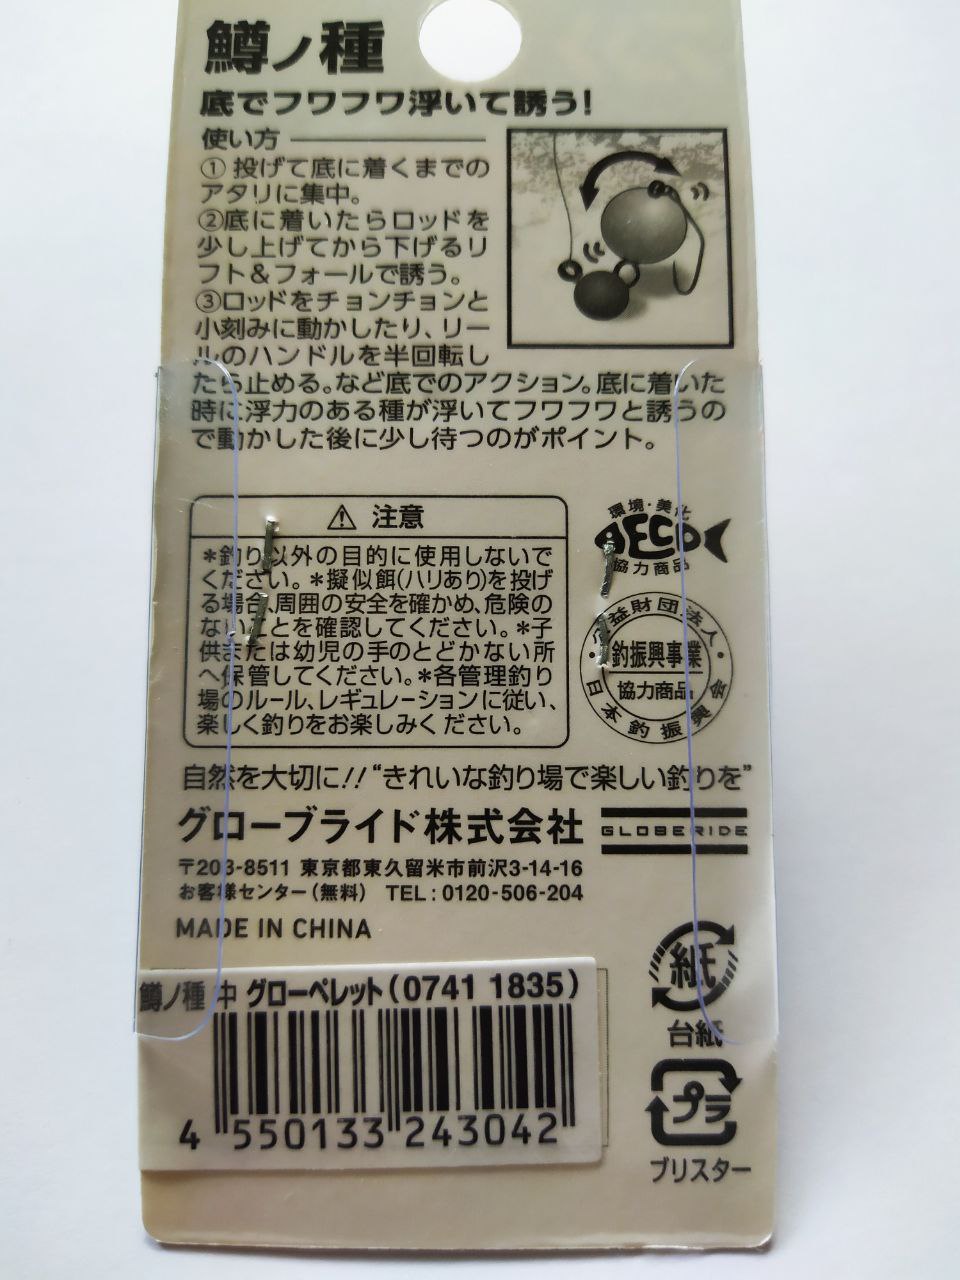 鱒ノ種
底でフワフワ浮いて誘う!
使い方
①投げて底に着くまでの
アタリに集中。
②底に着いたらロッドを
少し上げてから下げるリ
フト&フォールで誘う。
③ロッドをチョンチョンと
小刻みに動かしたり、リー
ルのハンドルを半回転し
たら止める。など底でのアクション。底に着いた
時に浮力のある種が浮いてフワフワと誘うの
で動かした後に少し待つのがポイント。
⚠ 注意
*釣り以外の目的に使用しないで
ください。*擬似餌(ハリあり)を投げ
る場合、周囲の安全を確かめ、危険の
ないことを確認してください。*子
供または幼児の手のとどかない所
へ保管してください。*各管理釣り
場のルール、レギュレーションに従い、
楽しく釣りをお楽しみください。
環境・美化
AECO
協力商品
公益財団法人・
釣振興事業
協力商品
日本釣振興会
自然を大切に!!“きれいな釣り場で楽しい釣りを”
グローブライド株式会社
GLOBERIDE
〒203-8511 東京都東久留米市前沢3-14-16
お客様センター(無料) TEL:0120-506-204
MADE IN CHINA
紙
台紙
鱒ノ種 中 グローペレット(0741 1835)
4 550133 243042
プラ
ブリスター